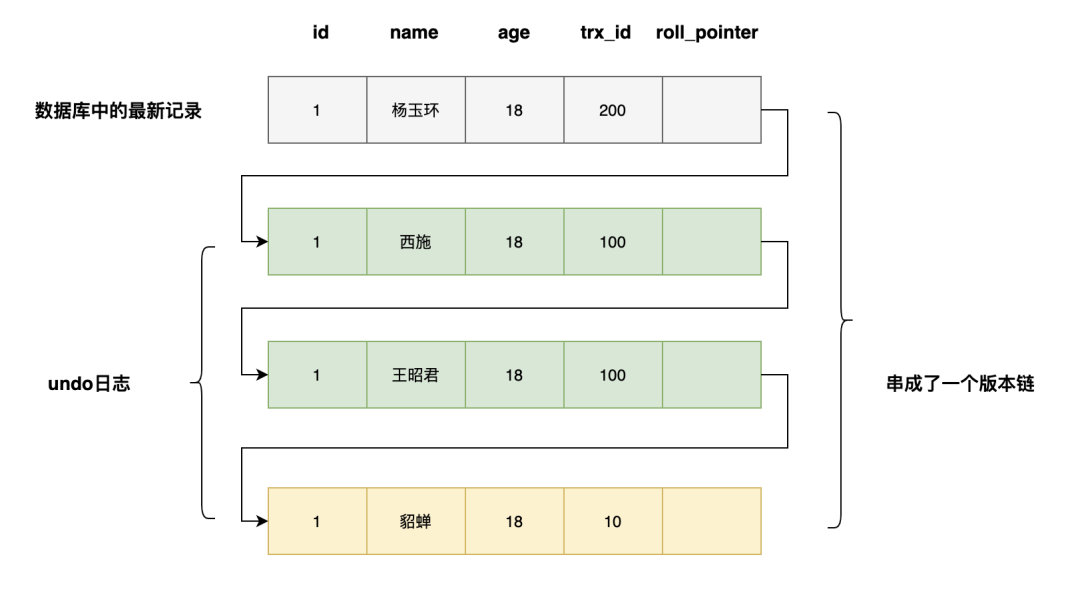 id name age trx_id roll_pointer
数据库中的最新记录 1 杨玉环 18 200
1 西施 18 100
undo日志 1 王昭君 18 100 串成了一个版本链
1 貂蝉 18 10